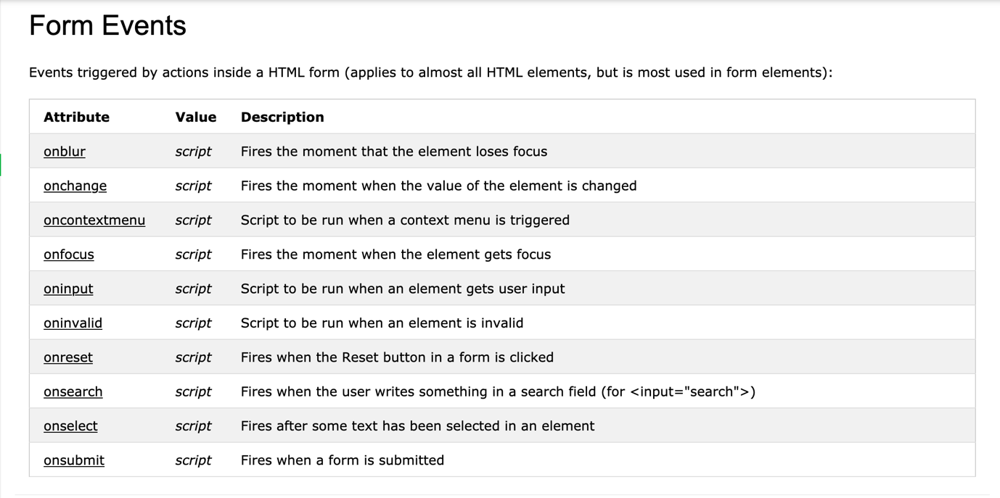 Form Events
Events triggered by actions inside a HTML form (applies to almost all HTML elements, but is most used in form elements):
Attribute Value Description
onblur script Fires the moment that the element loses focus
onchange script Fires the moment when the value of the element is changed
oncontextmenu script Script to be run when a context menu is triggered
onfocus script Fires the moment when the element gets focus
oninput script Script to be run when an element gets user input
oninvalid script Script to be run when an element is invalid
onreset script Fires when the Reset button in a form is clicked
onsearch script Fires when the user writes something in a search field (for <input="search">)
onselect script Fires after some text has been selected in an element
onsubmit script Fires when a form is submitted